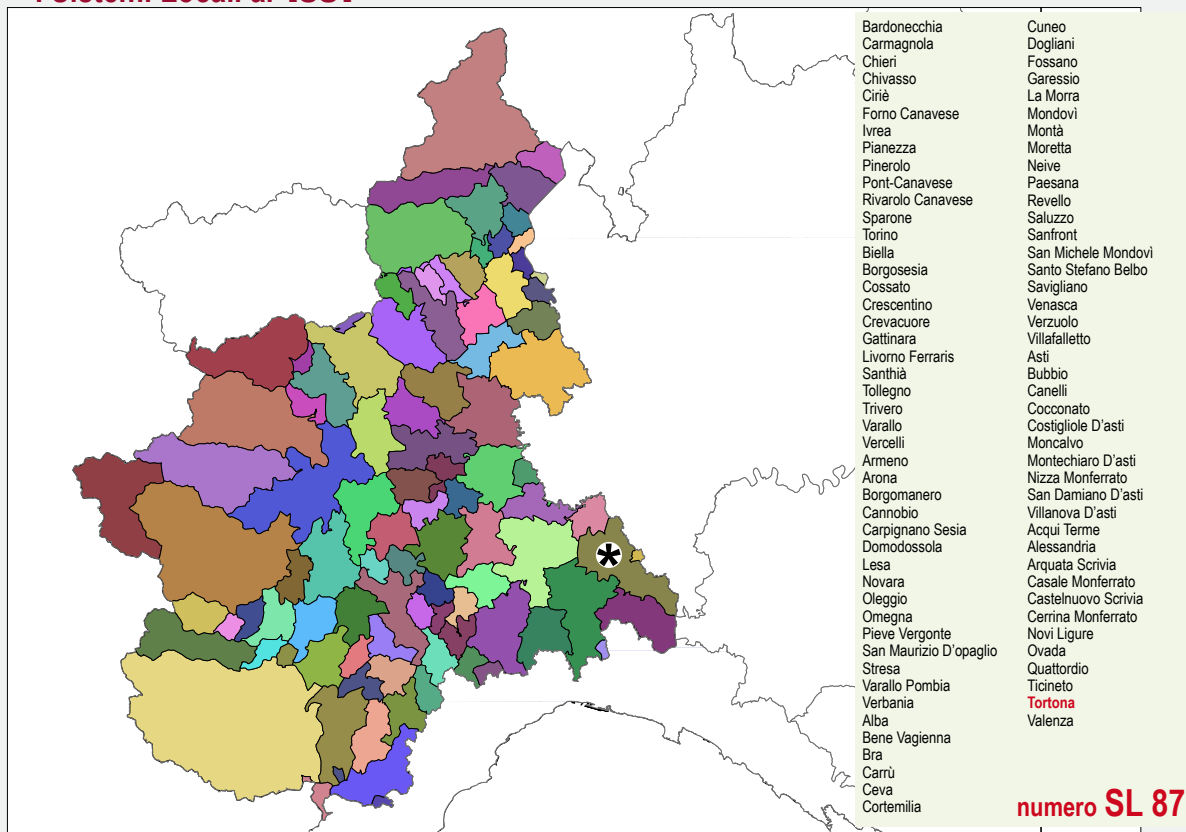 Bardonecchia
Carmagnola
Chieri
Chivasso
Ciriè
Forno Canavese
Ivrea
Pianezza
Pinerolo
Pont-Canavese
Rivarolo Canavese
Sparone
Torino
Biella
Borgosesia
Cossato
Crescentino
Crevacuore
Gattinara
Livorno Ferraris
Santhià
Tollegno
Trivero
Varallo
Vercelli
Armeno
Arona
Borgomanero
Cannobio
Carpignano Sesia
Domodossola
Lesa
Novara
Oleggio
Omegna
Pieve Vergonte
San Maurizio D'opaglio
Stresa
Varallo Pombia
Verbania
Alba
Bene Vagienna
Bra
Carrù
Ceva
Cortemilia
Cuneo
Dogliani
Fossano
Garessio
La Morra
Mondovì
Montà
Moretta
Neive
Paesana
Revello
Saluzzo
Sanfront
San Michele Mondovì
Santo Stefano Belbo
Savigliano
Venasca
Verzuolo
Villafalletto
Asti
Bubbio
Canelli
Cocconato
Costigliole D'asti
Moncalvo
Montechiaro D'asti
Nizza Monferrato
San Damiano D'asti
Villanova D'asti
Acqui Terme
Alessandria
Arquata Scrivia
Casale Monferrato
Castelnuovo Scrivia
Cerrina Monferrato
Novi Ligure
Ovada
Quattordio
Ticineto
Tortona
Valenza
numero SL 87